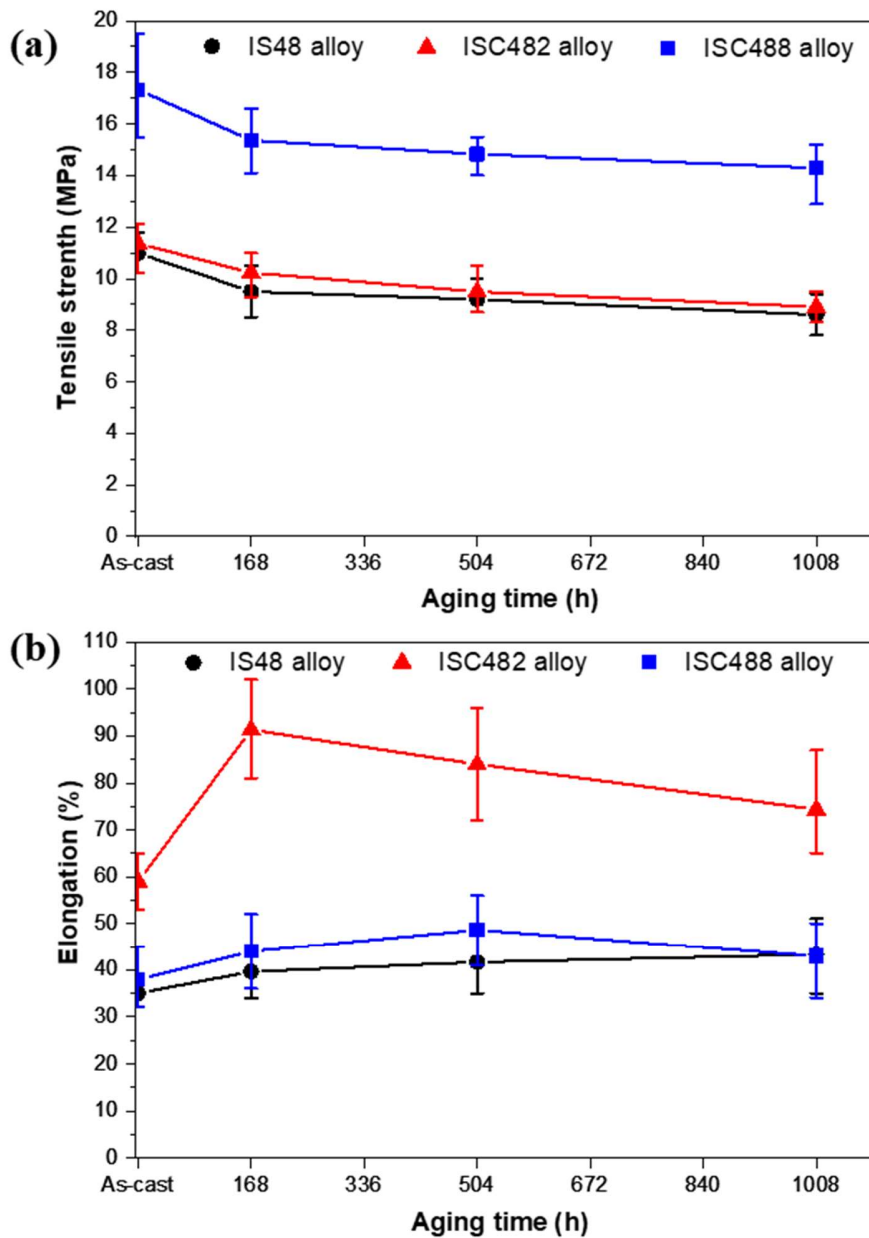 (a)
IS48 alloy ISC482 alloy ISC488 alloy
20
18
16
14
12
10
8
6
4
2
0
Tensile strenth (MPa)
As-cast 168 336 504 672 840 1008
Aging time (h)
(b)
IS48 alloy ISC482 alloy ISC488 alloy
110
100
90
80
70
60
50
40
30
20
10
0
Elongation (%)
As-cast 168 336 504 672 840 1008
Aging time (h)